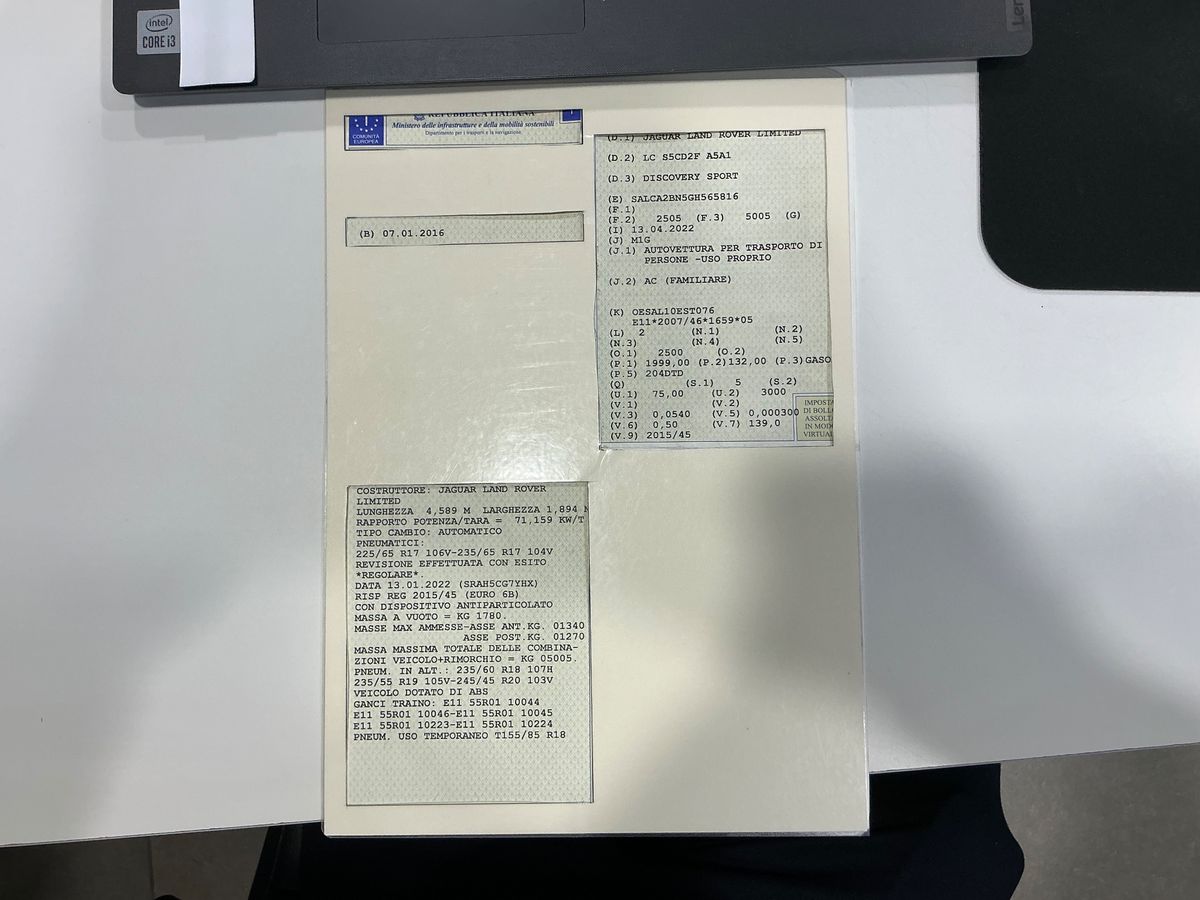 intel
CORE i3
Len
REPUBBLICA ITALIANA
Ministero delle infrastrutture e della mobilità sostenibili
Dipartimento per i trasporti e la navigazione
COMUNITÀ
EUROPEA
(B) 07.01.2016
(D.1) JAGUAR LAND ROVER LIMITED
(D.2) LC S5CD2F A5A1
(D.3) DISCOVERY SPORT
(E) SALCA2BN5GH565816
(F.1)
(F.2) 2505 (F.3) 5005 (G)
(I) 13.04.2022
(J) M1G
(J.1) AUTOVETTURA PER TRASPORTO DI
PERSONE -USO PROPRIO
(J.2) AC (FAMILIARE)
(K) OESAL10EST076
E11*2007/46*1659*05
(L) 2 (N.1) (N.2)
(N.3) (N.4) (N.5)
(O.1) 2500 (O.2)
(P.1) 1999,00 (P.2)132,00 (P.3)GASO
(P.5) 204DTD
(Q) (S.1) 5 (S.2)
(U.1) 75,00 (U.2) 3000
(V.1) (V.2)
(V.3) 0,0540 (V.5) 0,000300
(V.6) 0,50 (V.7) 139,0
(V.9) 2015/45
IMPOSTA
DI BOLL
ASSOLT
IN MOD
VIRTUAL
COSTRUTTORE: JAGUAR LAND ROVER
LIMITED
LUNGHEZZA 4,589 M LARGHEZZA 1,894 M
RAPPORTO POTENZA/TARA = 71,159 KW/T
TIPO CAMBIO: AUTOMATICO
PNEUMATICI:
225/65 R17 106V-235/65 R17 104V
REVISIONE EFFETTUATA CON ESITO
*REGOLARE*.
DATA 13.01.2022 (SRAH5CG7YHX)
RISP REG 2015/45 (EURO 6B)
CON DISPOSITIVO ANTIPARTICOLATO
MASSA A VUOTO = KG 1780.
MASSE MAX AMMESSE-ASSE ANT.KG. 01340
ASSE POST.KG. 01270
MASSA MASSIMA TOTALE DELLE COMBINA-
ZIONI VEICOLO+RIMORCHIO = KG 05005.
PNEUM. IN ALT.: 235/60 R18 107H
235/55 R19 105V-245/45 R20 103V
VEICOLO DOTATO DI ABS
GANCI TRAINO: E11 55R01 10044
E11 55R01 10046-E11 55R01 10045
E11 55R01 10223-E11 55R01 10224
PNEUM. USO TEMPORANEO T155/85 R18